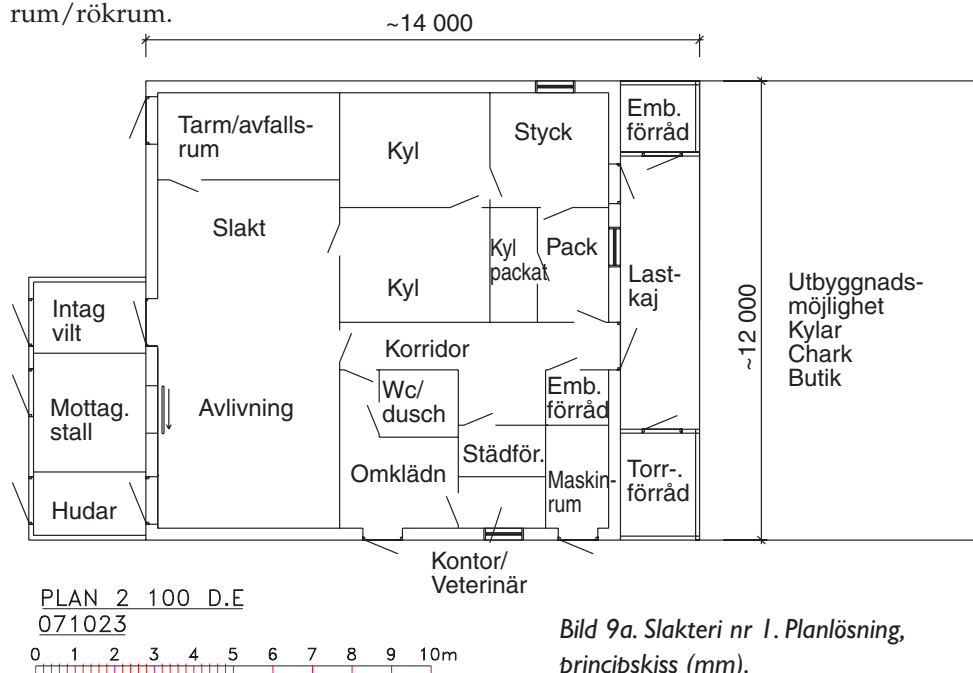 rum/rökrum.
~14 000
Tarm/avfalls-
rum
Kyl
Styck
Emb.
förråd
Slakt
Kyl
Kyl
packat
Pack
Last-
kaj
~12 000
Utbyggnads-
möjlighet
Kylar
Chark
Butik
Intag
vilt
Korridor
Mottag.
stall
Avlivning
Wc/
dusch
Emb.
förråd
Städför.
Omklädn
Maskin-
rum
Torr-.
förråd
Hudar
Kontor/
Veterinär
PLAN 2 100 D.E
071023
0 1 2 3 4 5 6 7 8 9 10m
Bild 9a. Slakteri nr 1. Planlösning,
principskiss (mm).